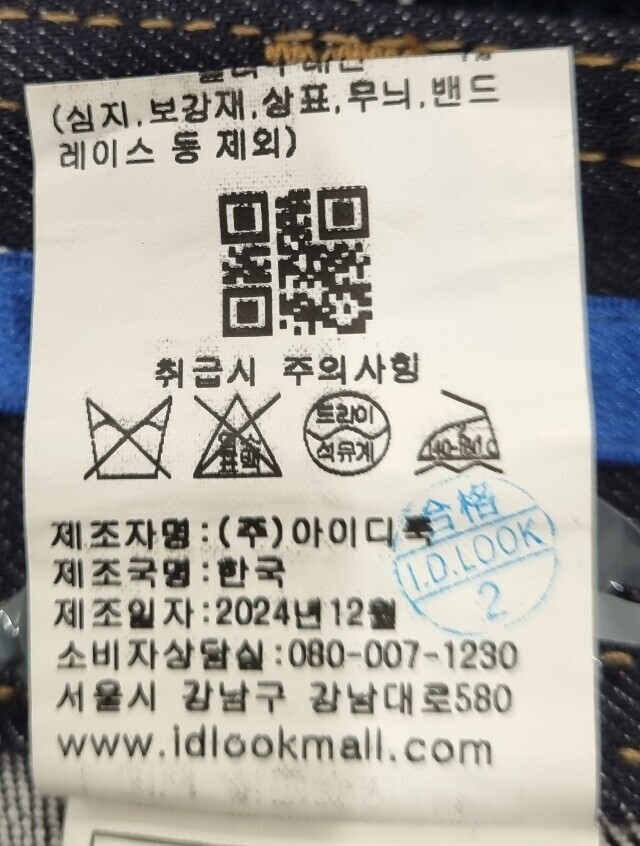 (심지,보강재,상표,무늬,밴드
레이스 등 제외)
취급시 주의사항
염소
표백
드라이
석유계
제조자명:(주)아이디룩
제조국명:한국
제조일자:2024년12월
소비자상담실:080-007-1230
서울시 강남구 강남대로580
www.idlookmall.com
合格
I.D.LOOK
2